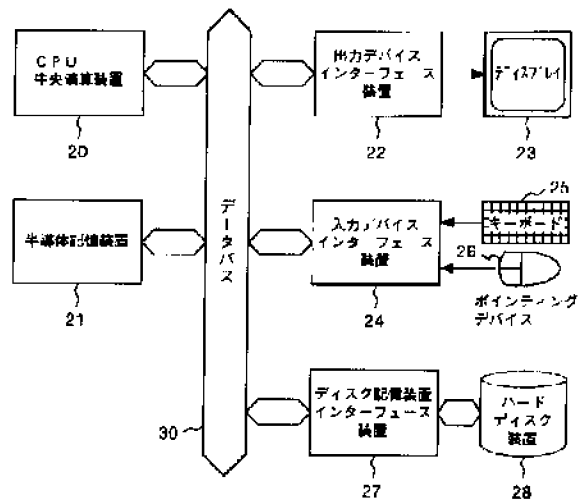 CPU
中央演算装置
20
出力デバイス
インターフェース
装置
22
ディスプレイ
23
半導体記憶装置
21
データバス
入力デバイス
インターフェース
装置
24
25
キーボード
26
ポインティング
デバイス
30
ディスク記憶装置
インターフェース
装置
27
ハード
ディスク
装置
28